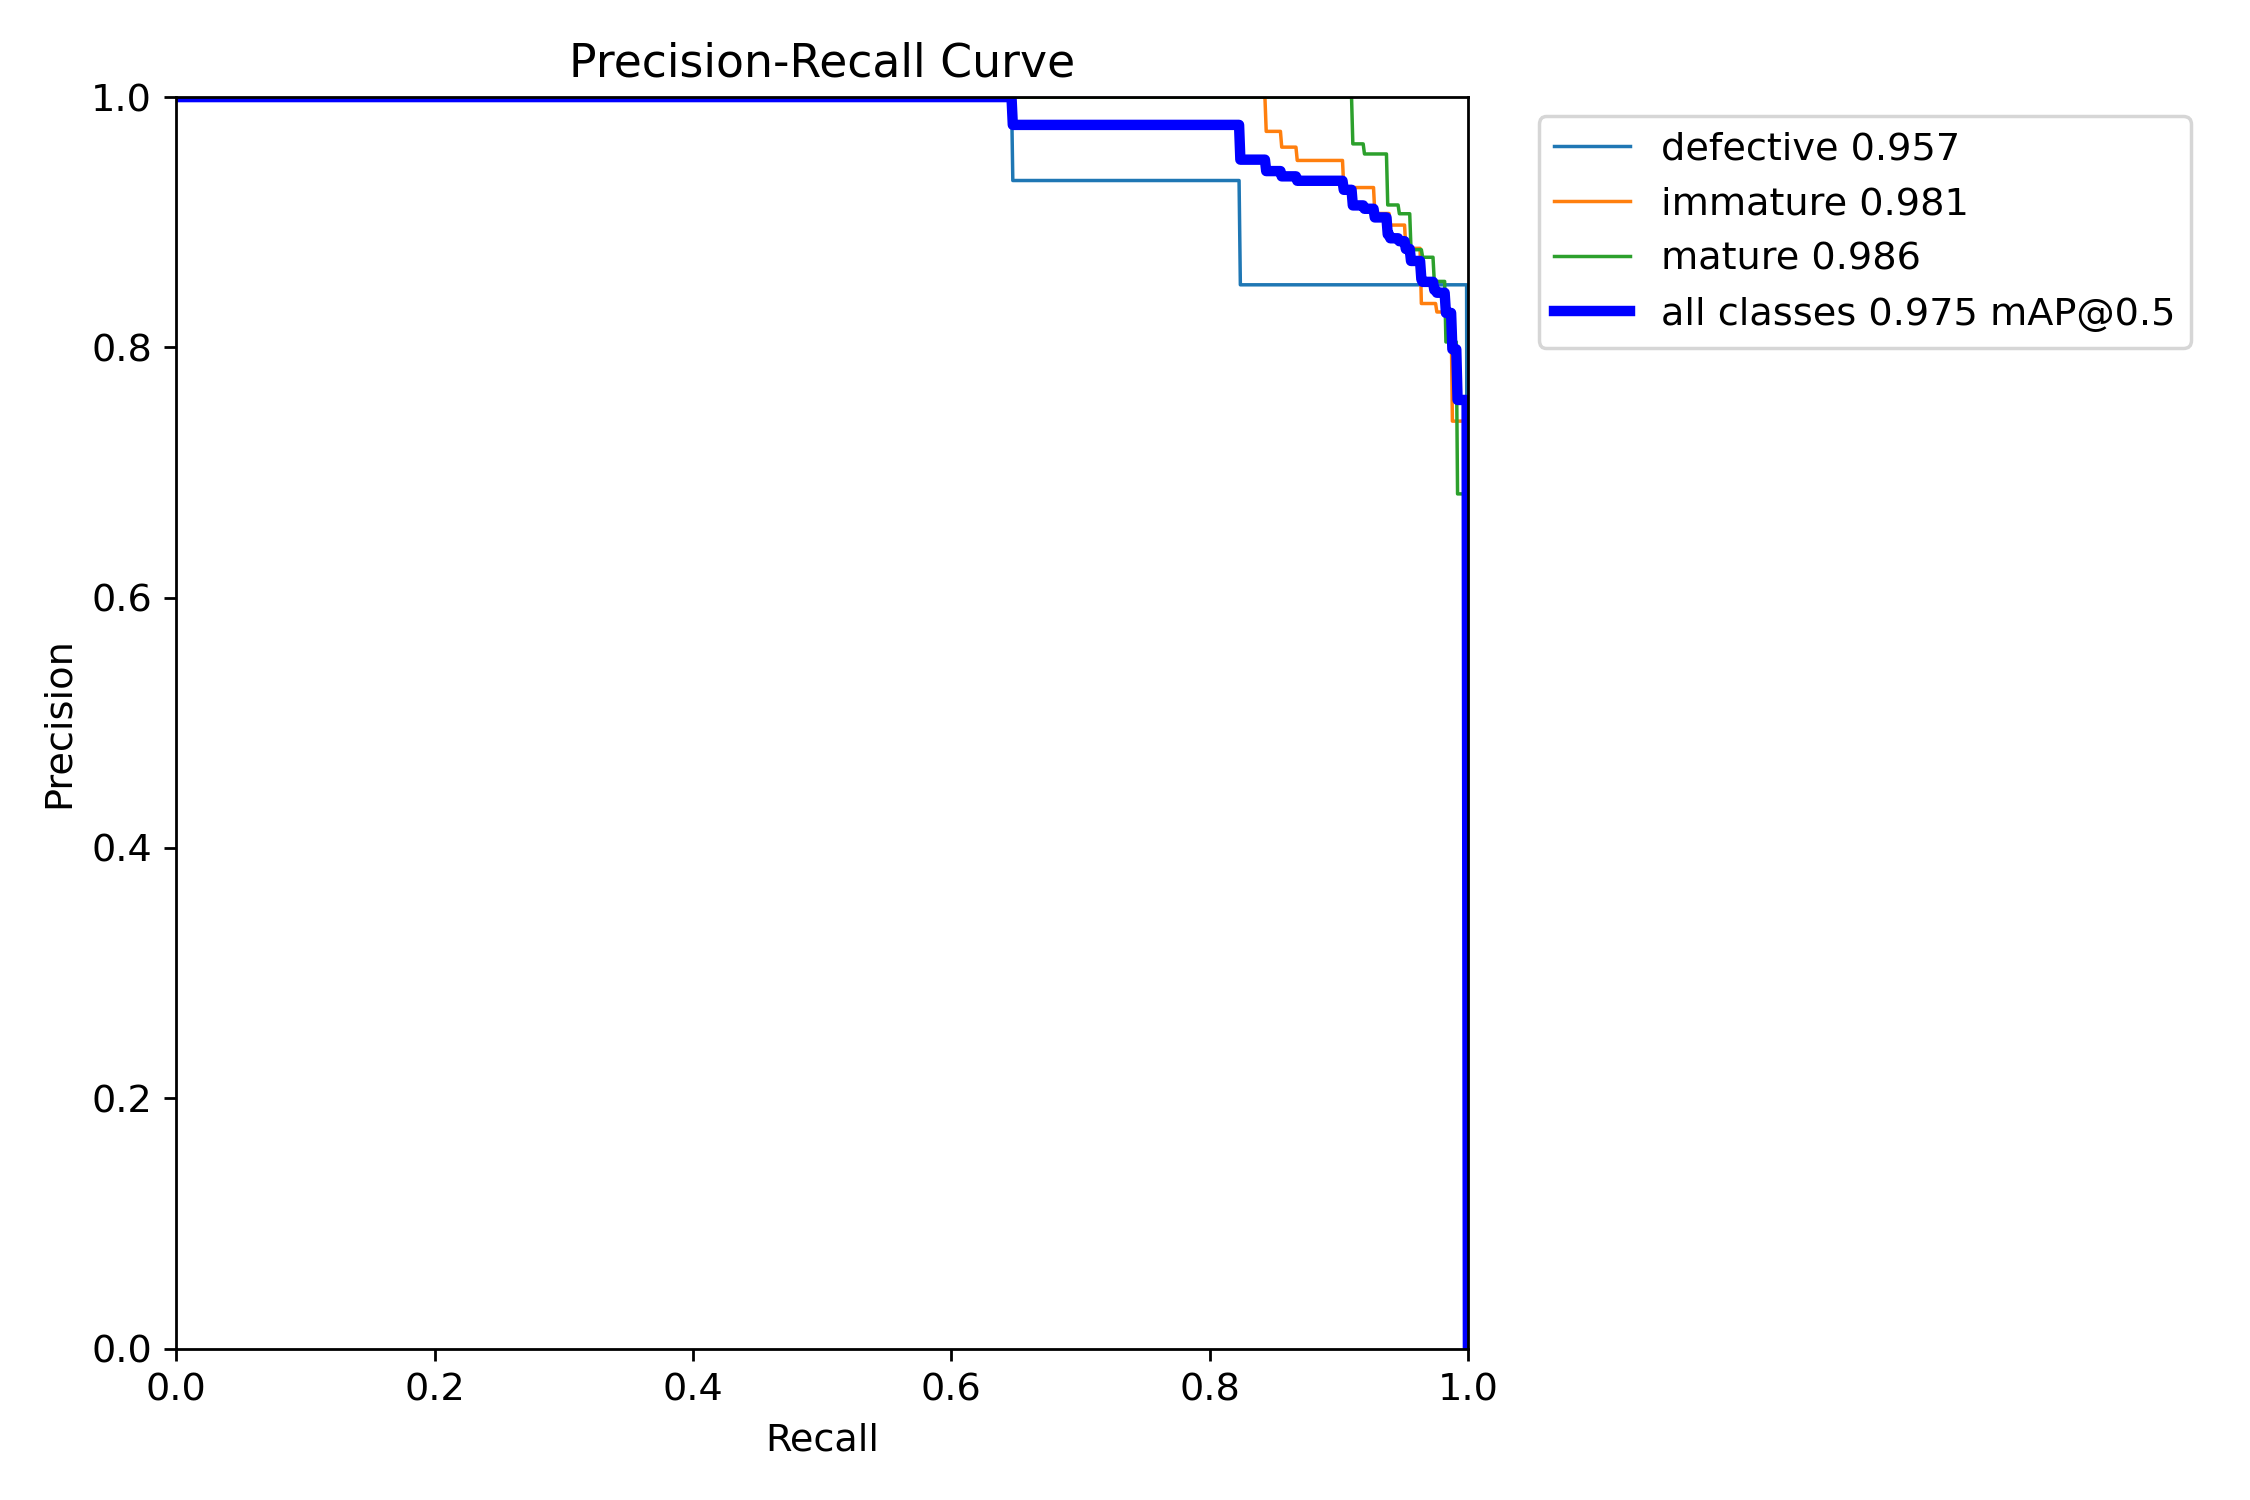 Precision-Recall Curve
1.0
0.8
0.6
0.4
0.2
0.0
Precision
0.0 0.2 0.4 0.6 0.8 1.0
Recall
defective 0.957
immature 0.981
mature 0.986
all classes 0.975 mAP@0.5